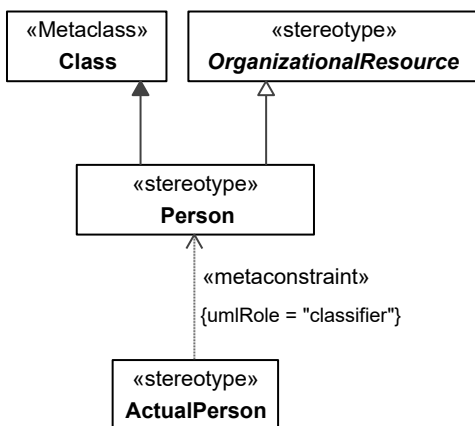 «Metaclass»
Class
«stereotype»
OrganizationalResource
«stereotype»
Person
«metaconstraint»
{umlRole = "classifier"}
«stereotype»
ActualPerson